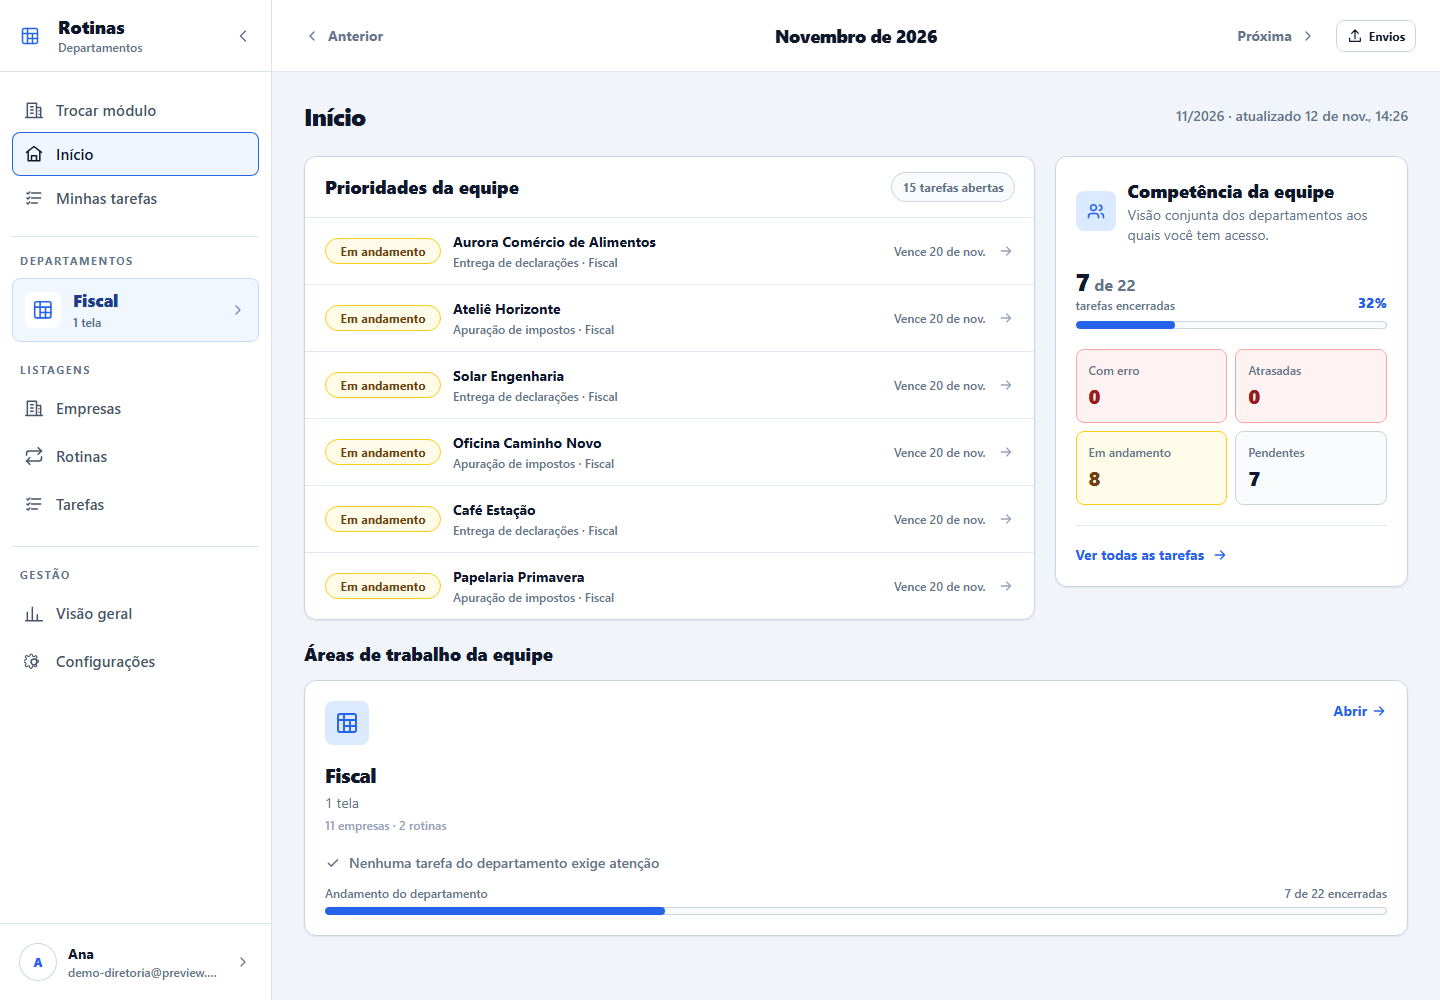 Rotinas
Departamentos
Trocar módulo
Início
Minhas tarefas
DEPARTAMENTOS
Fiscal
1 tela
LISTAGENS
Empresas
Rotinas
Tarefas
GESTÃO
Visão geral
Configurações
A
Ana
demo-diretoria@preview....
Anterior
Novembro de 2026
Próxima
Envios
Início
11/2026 · atualizado 12 de nov., 14:26
Prioridades da equipe
15 tarefas abertas
Em andamento
Aurora Comércio de Alimentos
Entrega de declarações · Fiscal
Vence 20 de nov.
Em andamento
Ateliê Horizonte
Apuração de impostos · Fiscal
Vence 20 de nov.
Em andamento
Solar Engenharia
Entrega de declarações · Fiscal
Vence 20 de nov.
Em andamento
Oficina Caminho Novo
Apuração de impostos · Fiscal
Vence 20 de nov.
Em andamento
Café Estação
Entrega de declarações · Fiscal
Vence 20 de nov.
Em andamento
Papelaria Primavera
Apuração de impostos · Fiscal
Vence 20 de nov.
Competência da equipe
Visão conjunta dos departamentos aos
quais você tem acesso.
7 de 22
tarefas encerradas
32%
Com erro
0
Atrasadas
0
Em andamento
8
Pendentes
7
Ver todas as tarefas
Áreas de trabalho da equipe
Abrir
Fiscal
1 tela
11 empresas · 2 rotinas
Nenhuma tarefa do departamento exige atenção
Andamento do departamento
7 de 22 encerradas